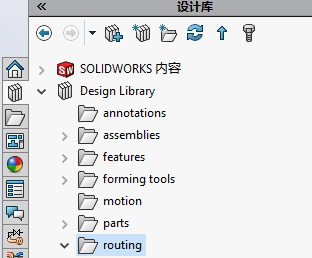 设计库
SOLIDWORKS 内容
Design Library
annotations
assemblies
features
forming tools
motion
parts
routing